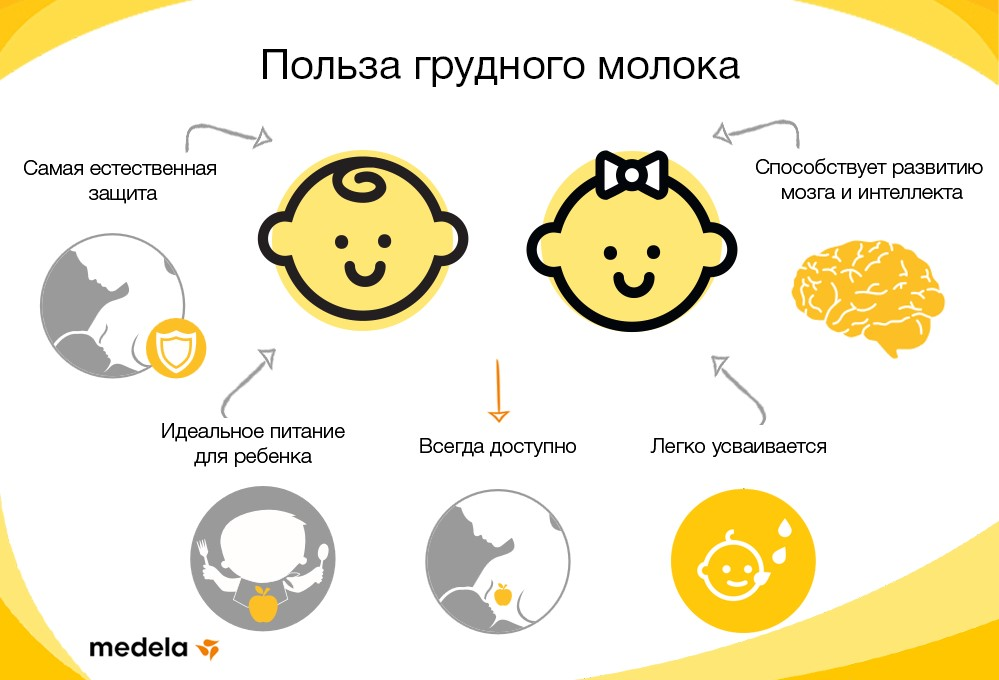 Польза грудного молока
Самая естественная
защита
Способствует развитию
мозга и интеллекта
Идеальное питание
для ребенка
Всегда доступно
Легко усваивается
medela